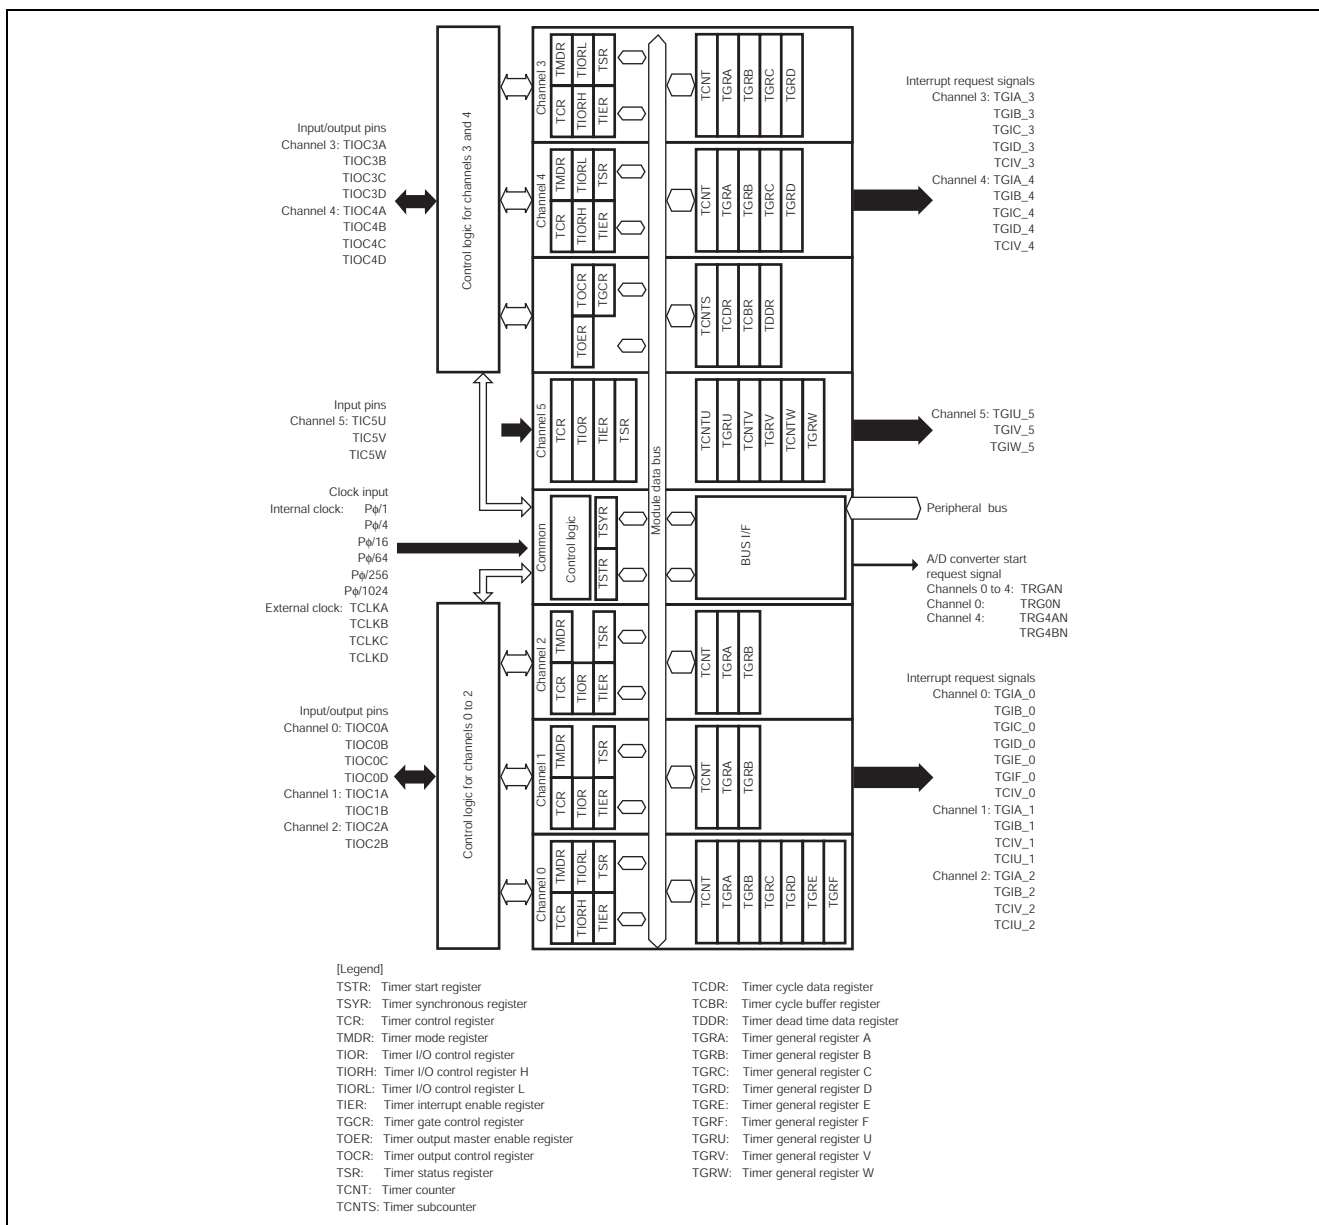 Input/output pins
Channel 3: TIOC3A
TIOC3B
TIOC3C
TIOC3D
Channel 4: TIOC4A
TIOC4B
TIOC4C
TIOC4D
Input pins
Channel 5: TIC5U
TIC5V
TIC5W
Clock input
Internal clock: Pϕ/1
Pϕ/4
Pϕ/16
Pϕ/64
Pϕ/256
Pϕ/1024
External clock: TCLKA
TCLKB
TCLKC
TCLKD
Input/output pins
Channel 0: TIOC0A
TIOC0B
TIOC0C
TIOC0D
Channel 1: TIOC1A
TIOC1B
Channel 2: TIOC2A
TIOC2B
Control logic for channels 3 and 4
Control logic for channels 0 to 2
Channel 3
TMDR
TIORL
TSR
TCR
TIORH
TIER
TCNT
TGRA
TGRB
TGRC
TGRD
Channel 4
TMDR
TIORL
TSR
TCR
TIORH
TIER
TCNT
TGRA
TGRB
TGRC
TGRD
TOCR
TGCR
TOER
TCNTS
TCDR
TCBR
TDDR
Channel 5
TCR
TIOR
TIER
TSR
TCNTU
TGRU
TCNTV
TGRV
TCNTW
TGRW
Common
Control logic
TSYR
TSTR
Module data bus
BUS I/F
Channel 2
TMDR
TSR
TCR
TIOR
TIER
TCNT
TGRA
TGRB
Channel 1
TMDR
TSR
TCR
TIOR
TIER
TCNT
TGRA
TGRB
Channel 0
TMDR
TIORL
TSR
TCR
TIORH
TIER
TCNT
TGRA
TGRB
TGRC
TGRD
TGRE
TGRF
Interrupt request signals
Channel 3: TGIA_3
TGIB_3
TGIC_3
TGID_3
TCIV_3
Channel 4: TGIA_4
TGIB_4
TGIC_4
TGID_4
TCIV_4
Channel 5: TGIU_5
TGIV_5
TGIW_5
Peripheral bus
A/D converter start
request signal
Channels 0 to 4: TRGAN
Channel 0: TRG0N
Channel 4: TRG4AN
TRG4BN
Interrupt request signals
Channel 0: TGIA_0
TGIB_0
TGIC_0
TGID_0
TGIE_0
TGIF_0
TCIV_0
Channel 1: TGIA_1
TGIB_1
TCIV_1
TCIU_1
Channel 2: TGIA_2
TGIB_2
TCIV_2
TCIU_2
[Legend]
TSTR: Timer start register
TSYR: Timer synchronous register
TCR: Timer control register
TMDR: Timer mode register
TIOR: Timer I/O control register
TIORH: Timer I/O control register H
TIORL: Timer I/O control register L
TIER: Timer interrupt enable register
TGCR: Timer gate control register
TOER: Timer output master enable register
TOCR: Timer output control register
TSR: Timer status register
TCNT: Timer counter
TCNTS: Timer subcounter
TCDR: Timer cycle data register
TCBR: Timer cycle buffer register
TDDR: Timer dead time data register
TGRA: Timer general register A
TGRB: Timer general register B
TGRC: Timer general register C
TGRD: Timer general register D
TGRE: Timer general register E
TGRF: Timer general register F
TGRU: Timer general register U
TGRV: Timer general register V
TGRW: Timer general register W